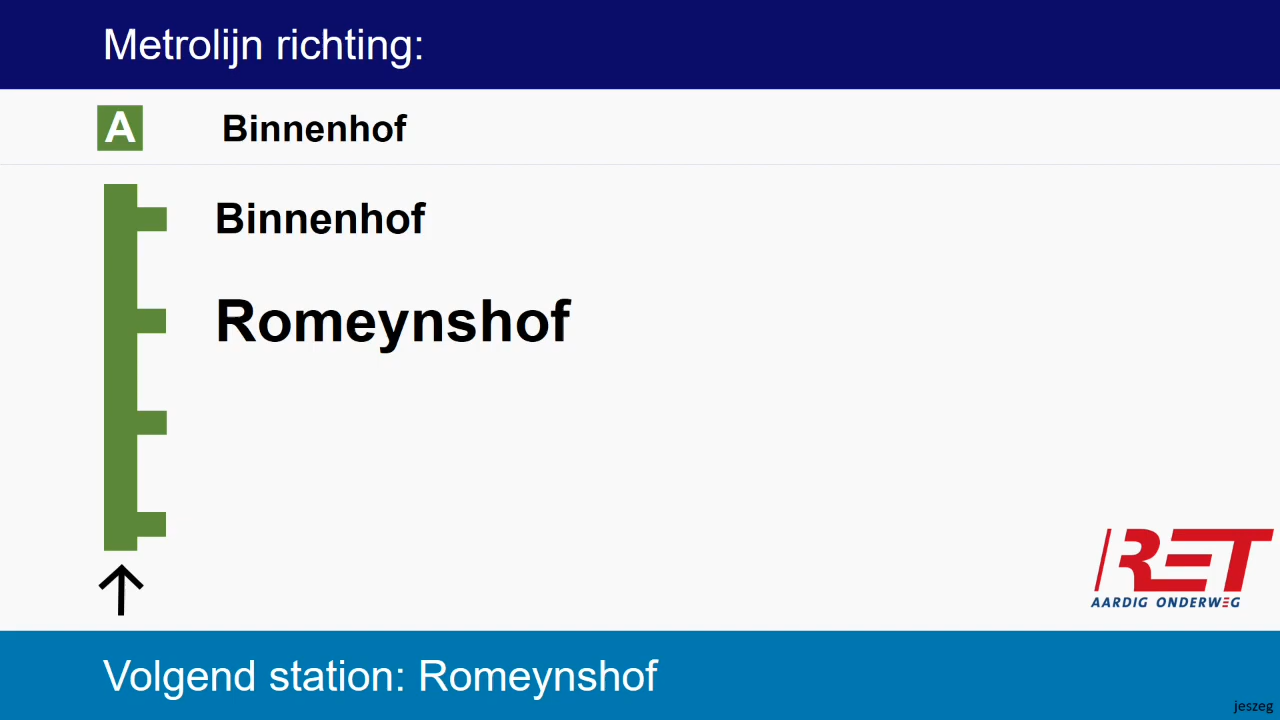 Metrolijn richting:
A Binnenhof
Binnenhof
Romeynshof
RET
AARDIG ONDERWEG
Volgend station: Romeynshof
jeszeg